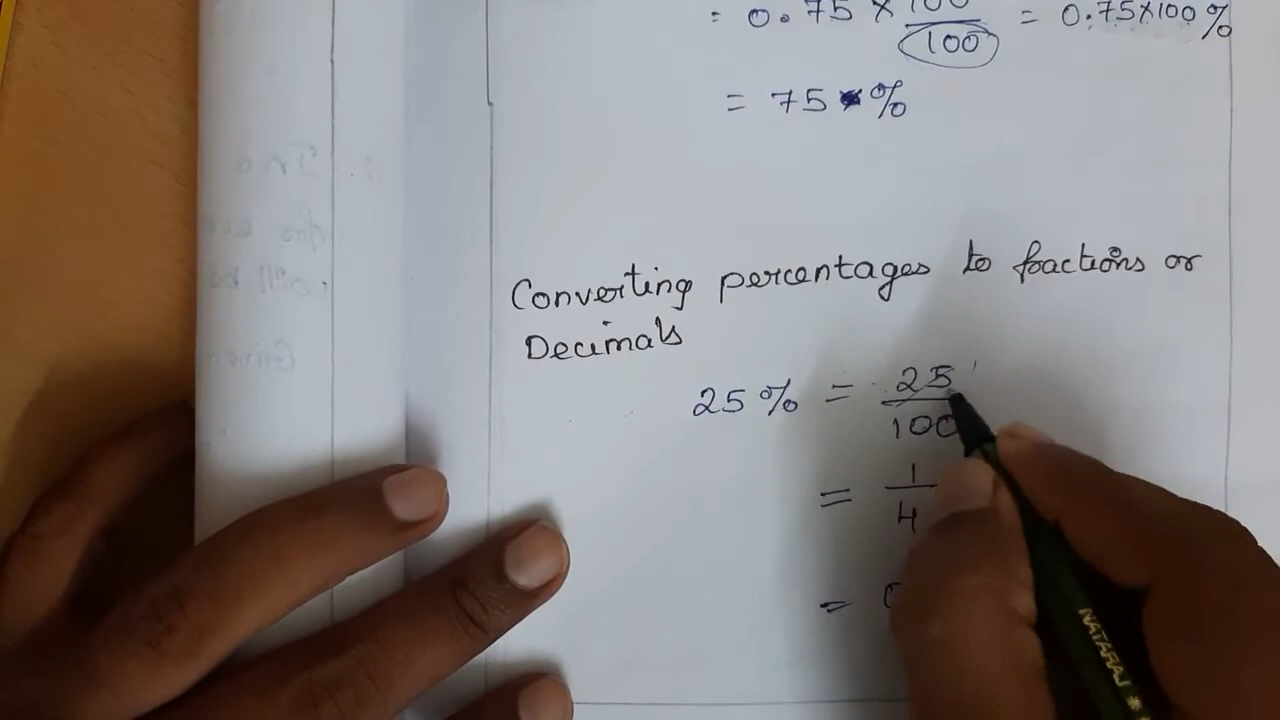 = 0.75 × 100/100 = 0.75×100%
= 75 %
Converting percentages to fractions or
Decimals
25% = 25/100
= 1/4
=
NATARAJ